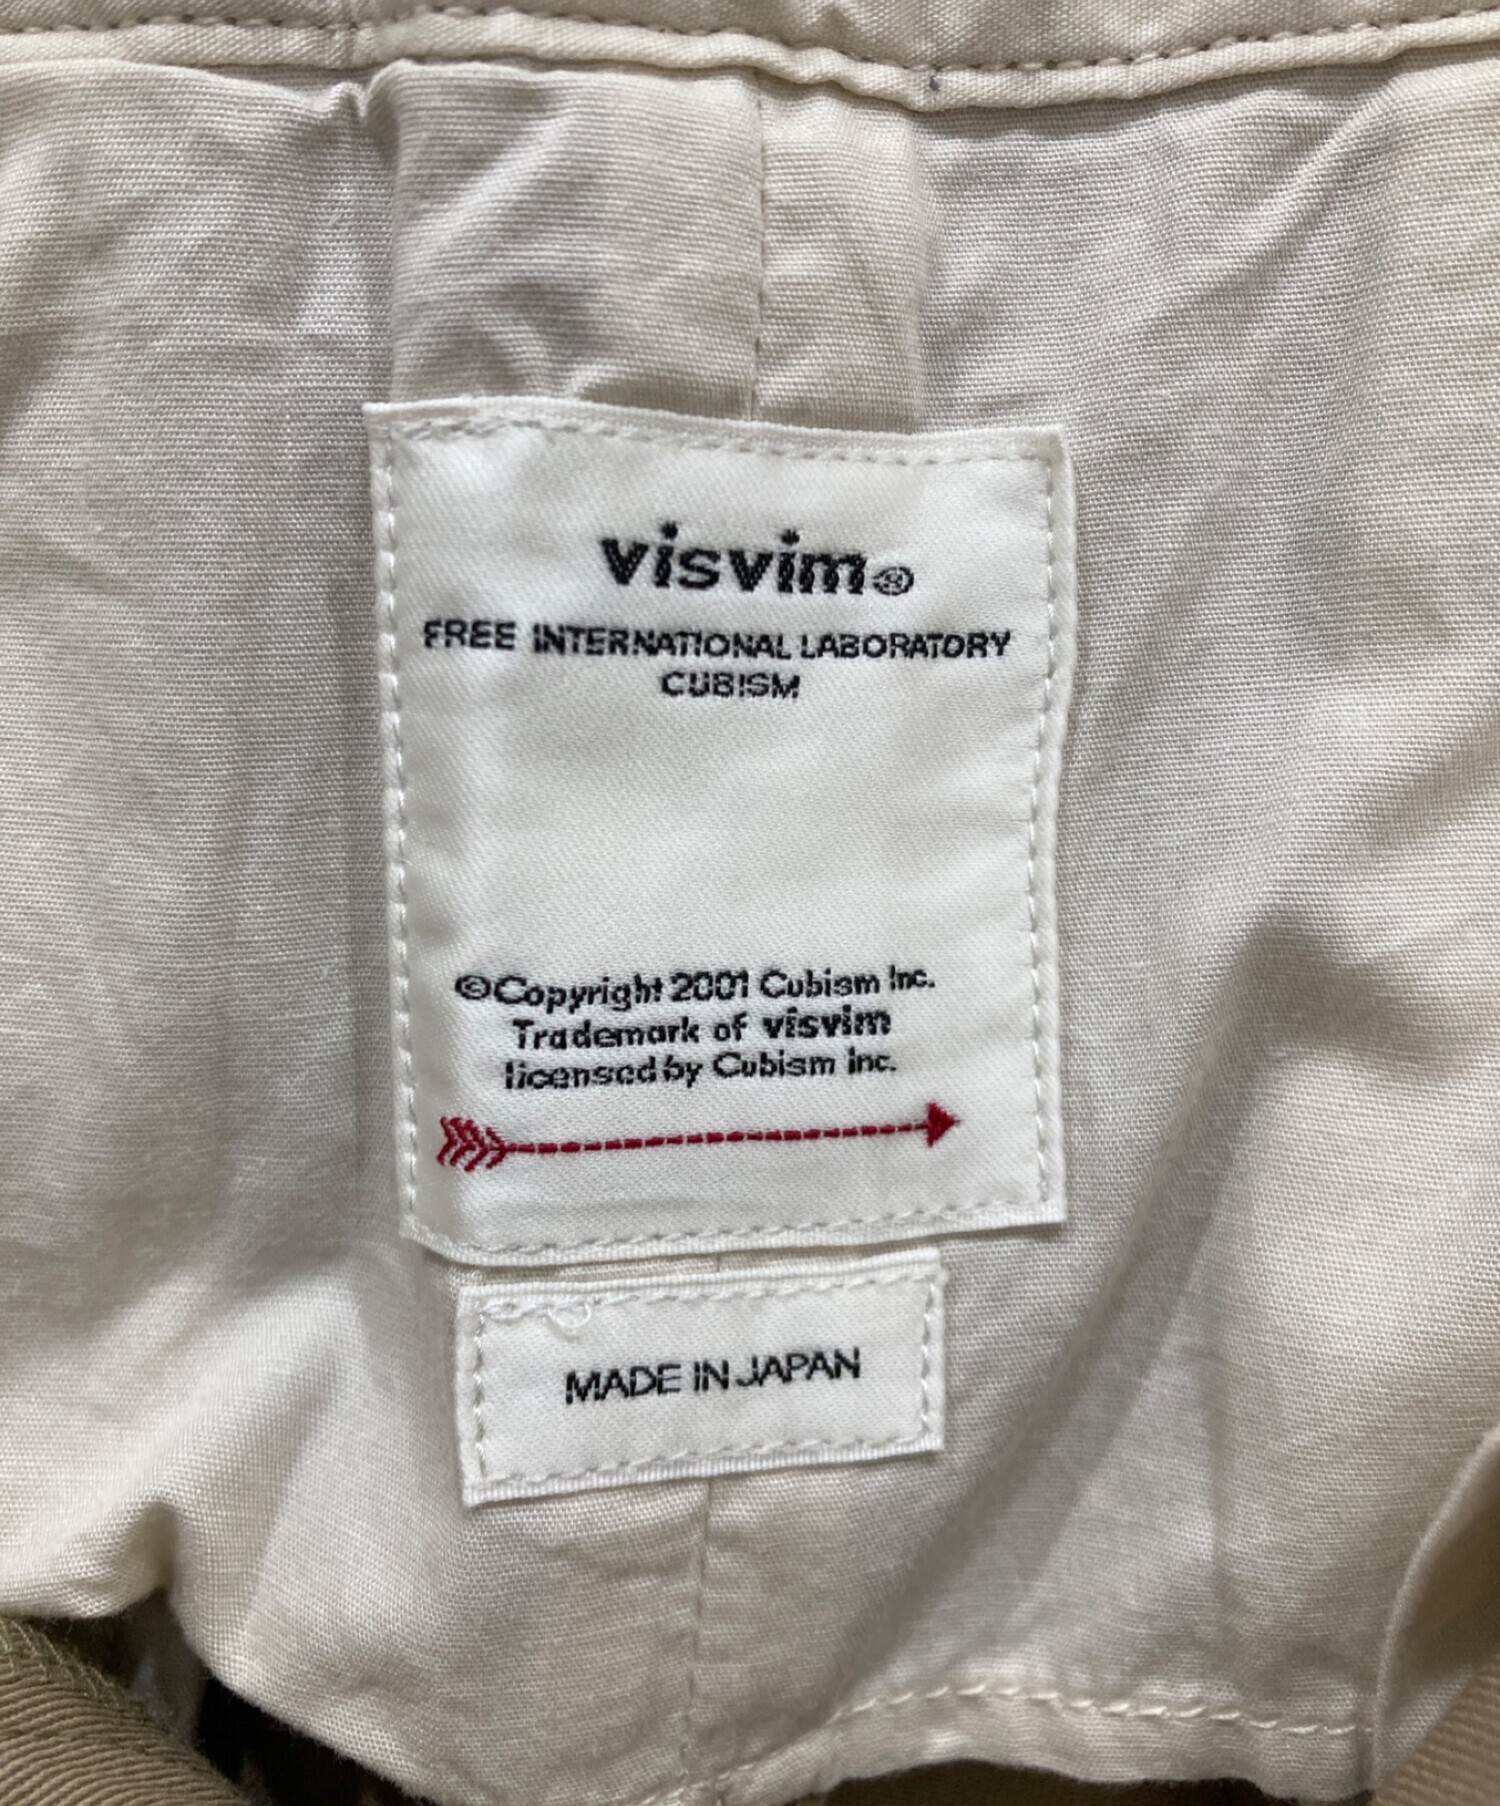 visvim®
FREE INTERNATIONAL LABORATORY
CUBISM
©Copyright 2001 Cubism Inc.
Trademark of visvim
licensed by Cubism Inc.
MADE IN JAPAN